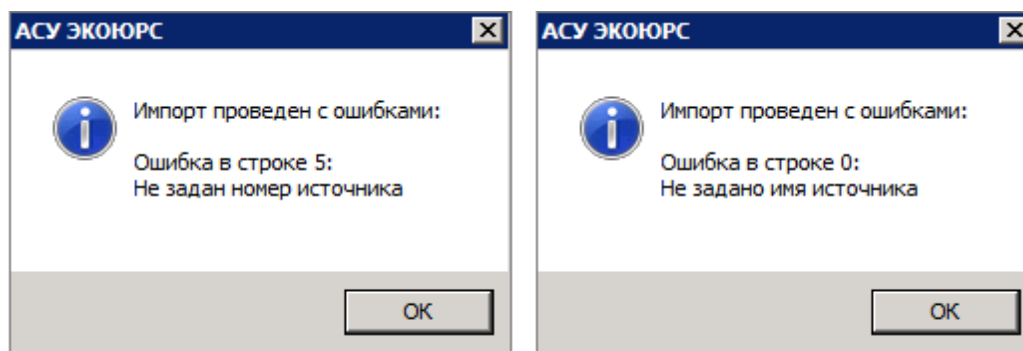 АСУ ЭКОЮРС
Импорт проведен с ошибками:
Ошибка в строке 5:
Не задан номер источника
OK
АСУ ЭКОЮРС
Импорт проведен с ошибками:
Ошибка в строке 0:
Не задано имя источника
OK